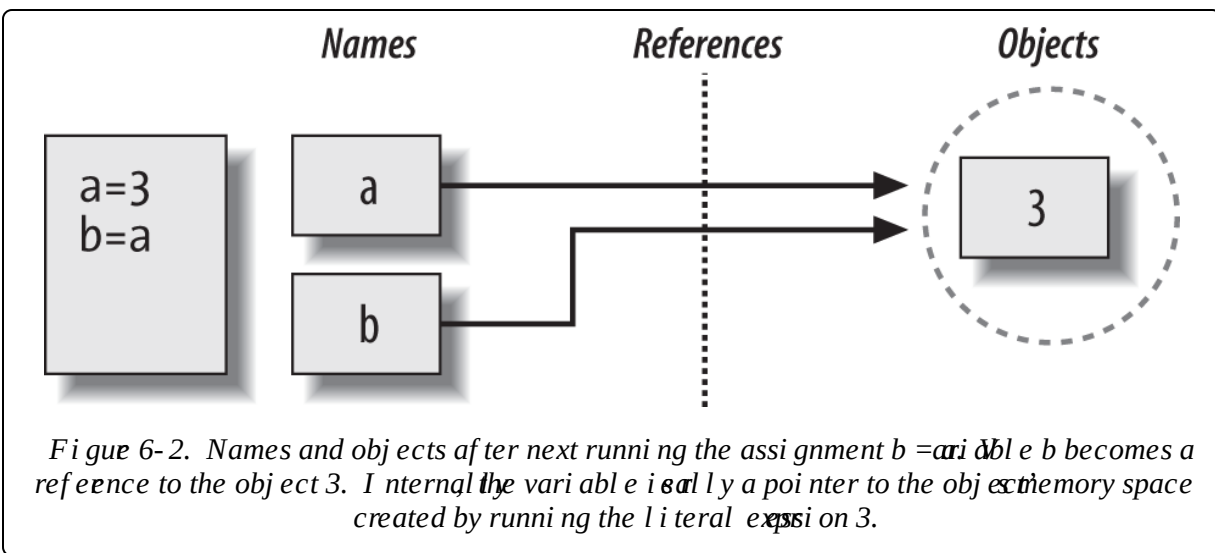 Names References Objects
a=3
b=a
a
b
3
Figure 6-2. Names and objects after next running the assignment b = a. Variable b becomes a
reference to the object 3. Internally, the variable is really a pointer to the object’s memory space
created by running the literal expression 3.